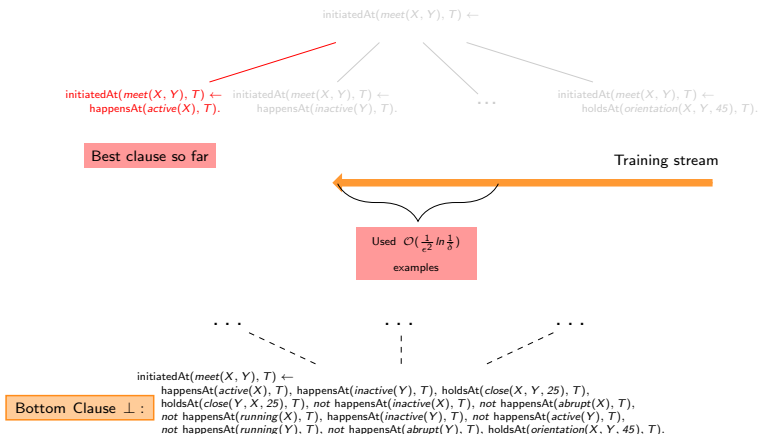 initiatedAt(meet(X, Y), T) ←
initiatedAt(meet(X, Y), T) ←
happensAt(active(X), T).
initiatedAt(meet(X, Y), T) ←
happensAt(inactive(Y), T).
...
initiatedAt(meet(X, Y), T) ←
holdsAt(orientation(X, Y, 45), T).
Best clause so far
Training stream
Used 𝒪(1/ϵ² ln 1/δ)
examples
... ... ...
initiatedAt(meet(X, Y), T) ←
happensAt(active(X), T), happensAt(inactive(Y), T), holdsAt(close(X, Y, 25), T),
holdsAt(close(Y, X, 25), T), not happensAt(inactive(X), T), not happensAt(abrupt(X), T),
Bottom Clause ⊥ :
not happensAt(running(X), T), happensAt(inactive(Y), T), not happensAt(active(Y), T),
not happensAt(running(Y), T), not happensAt(abrupt(Y), T), holdsAt(orientation(X, Y, 45), T).